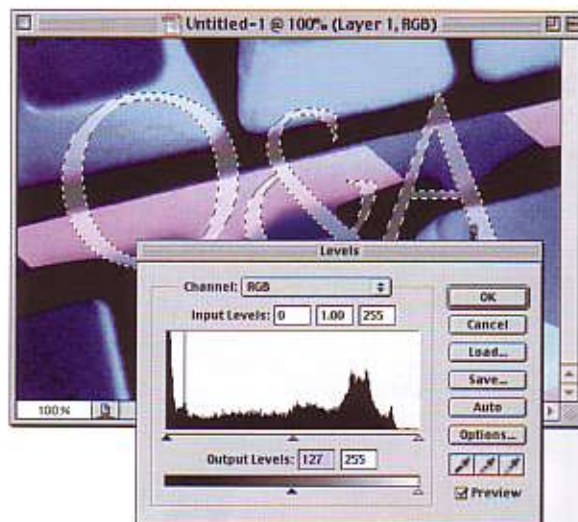 Untitled-1 @ 100% (Layer 1, RGB)
Q&A
Levels
Channel: RGB
Input Levels: 0 1.00 255
OK
Cancel
Load...
Save...
Auto
Options...
Output Levels: 127 255
Preview
100%